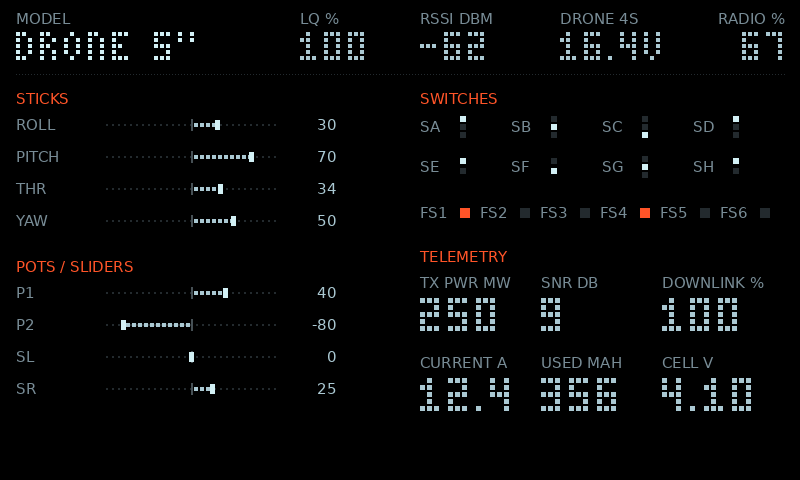 MODEL LQ % RSSI DBM DRONE 4S RADIO %
DRONE 5" 100 -62 16.4V 67
STICKS SWITCHES
ROLL 30 SA SB SC SD
PITCH 70 SE SF SG SH
THR 34
YAW 50 FS1 FS2 FS3 FS4 FS5 FS6
POTS / SLIDERS TELEMETRY
P1 40 TX PWR MW SNR DB DOWNLINK %
P2 -80 250 9 100
SL 0 CURRENT A USED MAH CELL V
SR 25 12.4 356 4.10